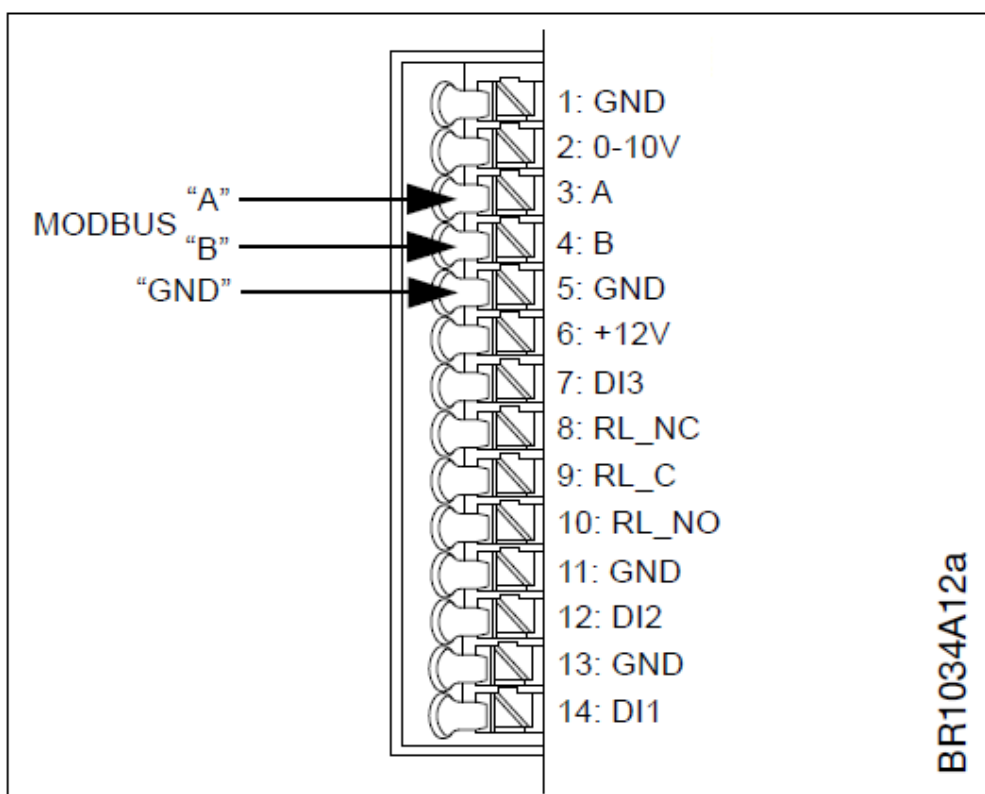 1: GND
2: 0-10V
“A”
3: A
MODBUS
“B”
4: B
“GND”
5: GND
6: +12V
7: DI3
8: RL_NC
9: RL_C
10: RL_NO
11: GND
12: DI2
13: GND
14: DI1
BR1034A12a